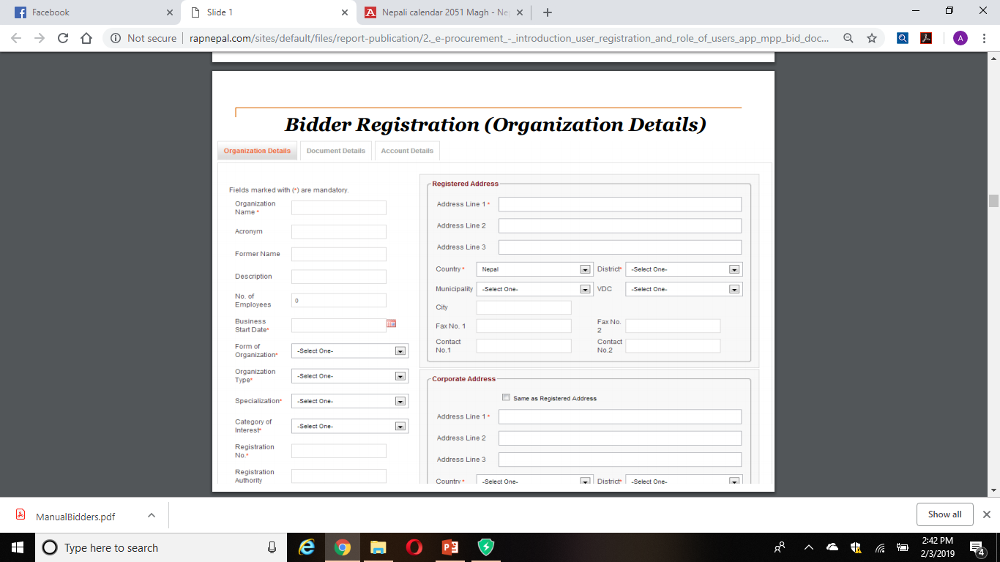 Facebook
Slide 1
Nepali calendar 2051 Magh - Ne
Not secure
rapnepal.com/sites/default/files/report-publication/2._e-procurement_-_introduction_user_registration_and_role_of_users_app_mpp_bid_doc...
A
Bidder Registration (Organization Details)
Organization Details
Document Details
Account Details
Fields marked with (*) are mandatory.
Organization
Name *
Acronym
Former Name
Description
No. of
Employees
0
Business
Start Date*
Form of
Organization*
-Select One-
Organization
Type*
-Select One-
Specialization*
-Select One-
Category of
Interest*
-Select One-
Registration
No.*
Registration
Authority
Registered Address
Address Line 1 *
Address Line 2
Address Line 3
Country * Nepal District* -Select One-
Municipality -Select One- VDC -Select One-
City
Fax No. 1
Fax No.
2
Contact
No.1
Contact
No.2
Corporate Address
Same as Registered Address
Address Line 1 *
Address Line 2
Address Line 3
Country * -Select One- District* -Select One-
ManualBidders.pdf
Show all
Type here to search
2:42 PM
2/3/2019
4